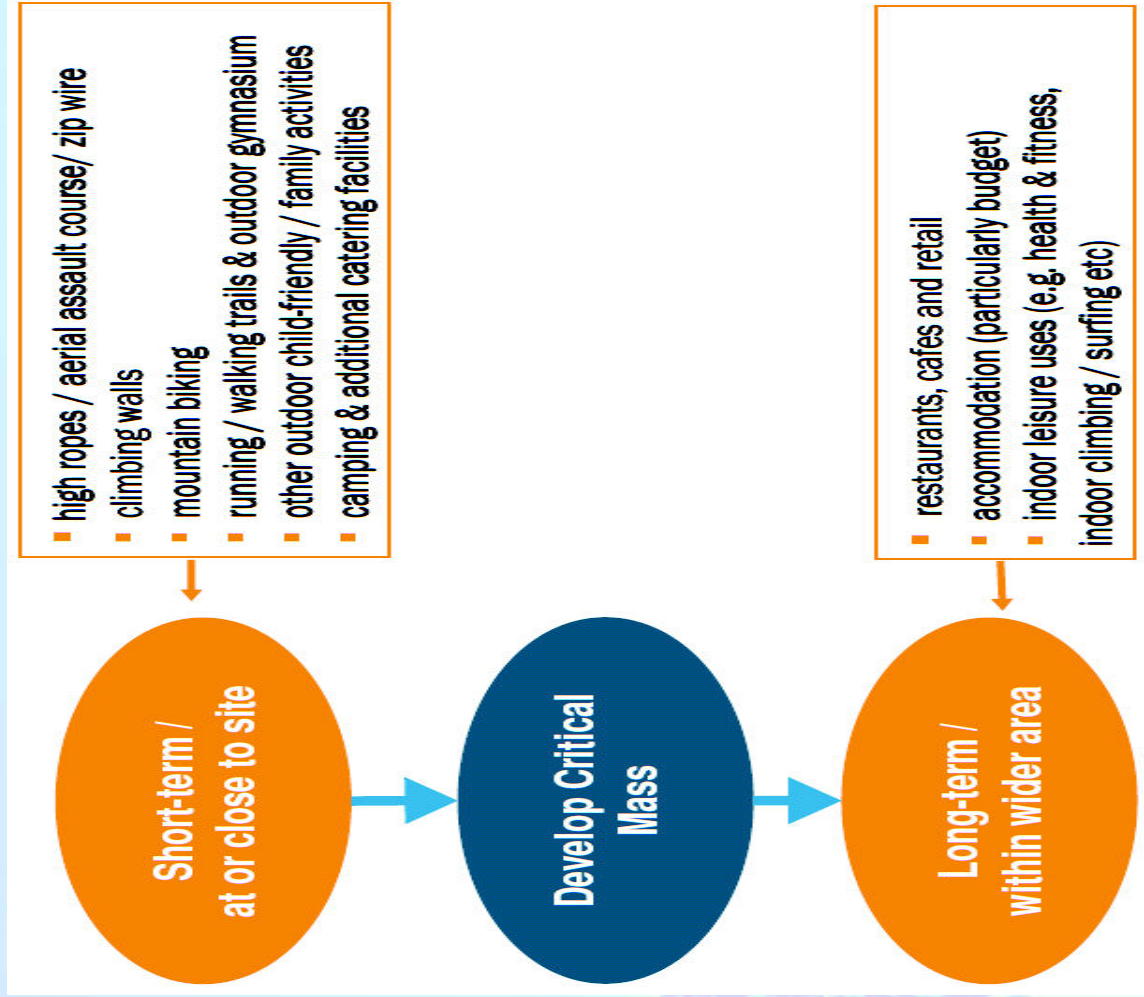 Short-term /
at or close to site
▪ high ropes / aerial assault course/ zip wire
▪ climbing walls
▪ mountain biking
▪ running / walking trails & outdoor gymnasium
▪ other outdoor child-friendly / family activities
▪ camping & additional catering facilities
Develop Critical
Mass
Long-term /
within wider area
▪ restaurants, cafes and retail
▪ accommodation (particularly budget)
▪ indoor leisure uses (e.g. health & fitness,
indoor climbing / surfing etc)